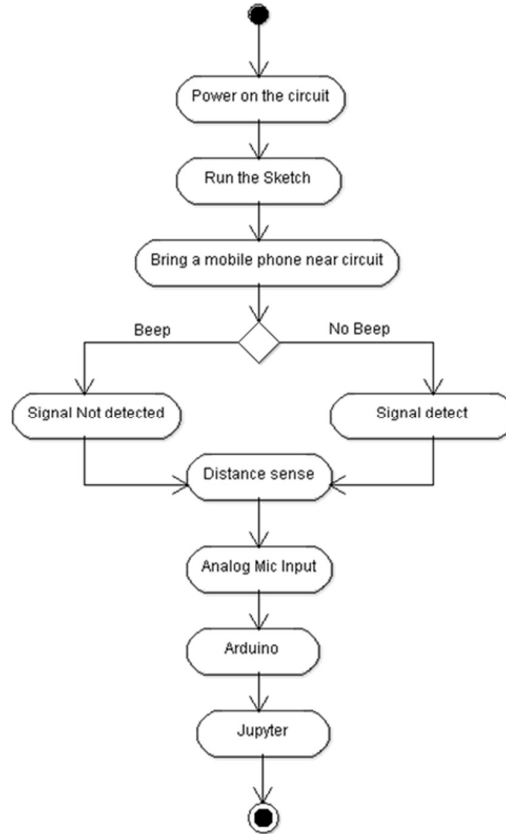 Power on the circuit
Run the Sketch
Bring a mobile phone near circuit
Beep
No Beep
Signal Not detected
Signal detect
Distance sense
Analog Mic Input
Arduino
Jupyter